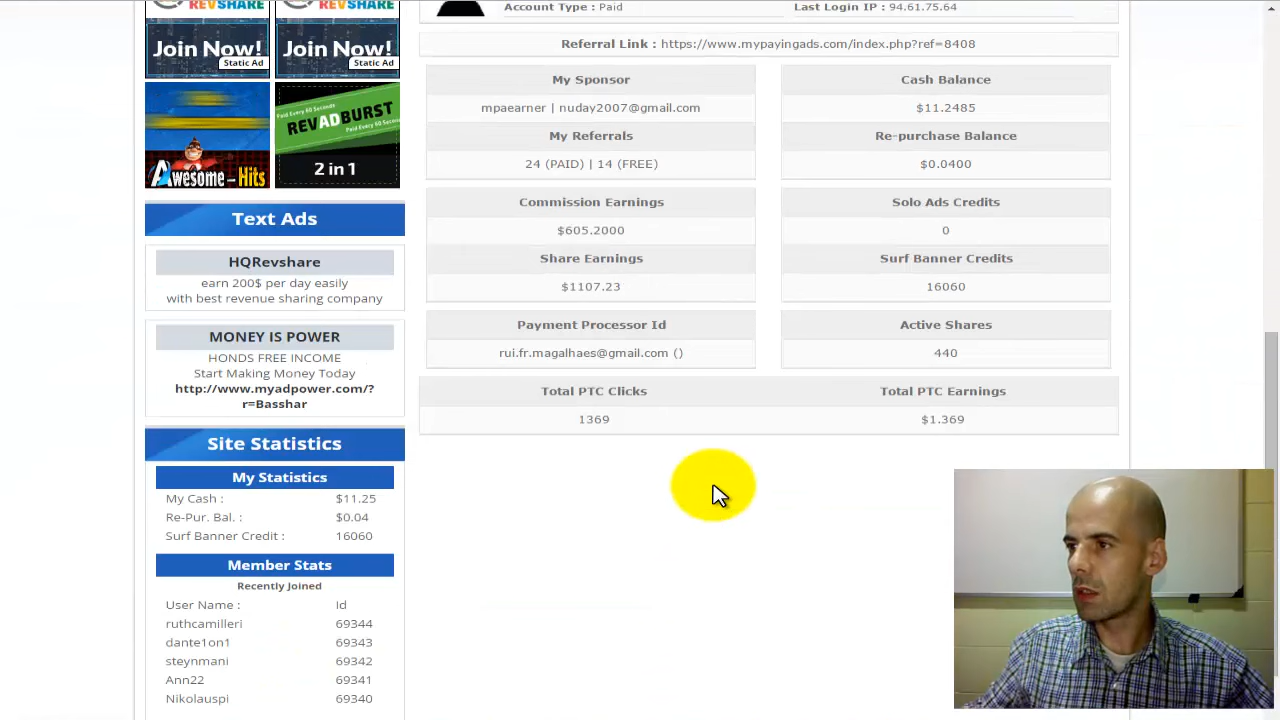 REVSHARE
REVSHARE
Join Now!
Join Now!
Static Ad
Static Ad
Awesome-Hits
Paid Every 60 Seconds
REVADBURST
Paid Every 60 Seconds
2 in 1
Text Ads
HQRevshare
earn 200$ per day easily
with best revenue sharing company
MONEY IS POWER
HONDS FREE INCOME
Start Making Money Today
http://www.myadpower.com/?
r=Basshar
Site Statistics
My Statistics
My Cash : $11.25
Re-Pur. Bal. : $0.04
Surf Banner Credit : 16060
Member Stats
Recently Joined
User Name : Id
ruthcamilleri 69344
dante1on1 69343
steynmani 69342
Ann22 69341
Nikolauspi 69340
Account Type : Paid Last Login IP : 94.61.75.64
Referral Link : https://www.mypayingads.com/index.php?ref=8408
My Sponsor Cash Balance
mpaearner | nuday2007@gmail.com $11.2485
My Referrals Re-purchase Balance
24 (PAID) | 45 (FREE) $0.0400
Commission Earnings Solo Ads Credits
$605.2000 0
Share Earnings Surf Banner Credits
$1107.23 16060
Payment Processor Id Active Shares
rui.fr.magalhaes@gmail.com () 440
Total PTC Clicks Total PTC Earnings
1369 $1.369